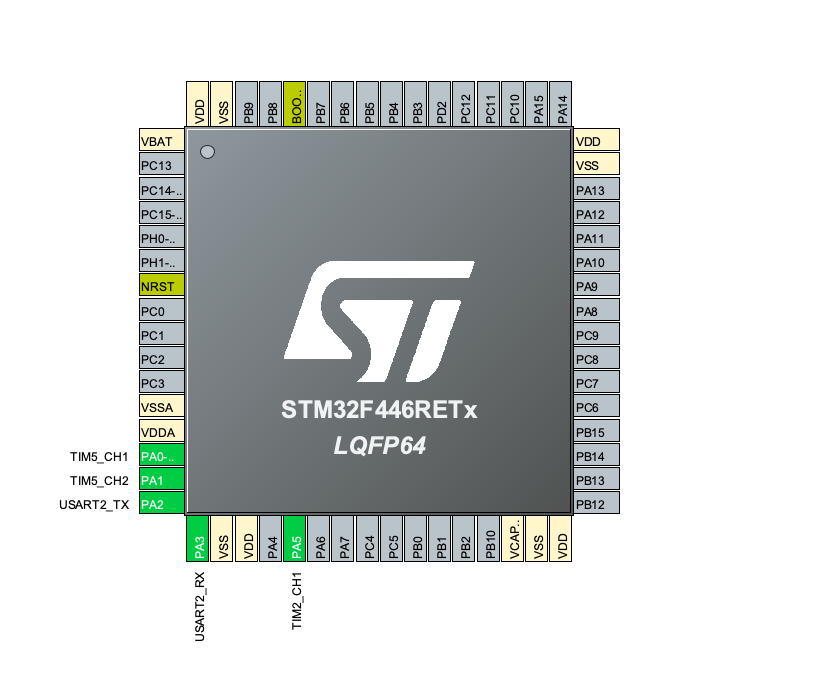 VDD
VSS
PB9
PB8
BOO..
PB7
PB6
PB5
PB4
PB3
PD2
PC12
PC11
PC10
PA15
PA14
VBAT
PC13
PC14-..
PC15-..
PH0-..
PH1-..
NRST
PC0
PC1
PC2
PC3
VSSA
VDDA
TIM5_CH1 PA0-..
TIM5_CH2 PA1
USART2_TX PA2
ST
STM32F446RETx
LQFP64
VDD
VSS
PA13
PA12
PA11
PA10
PA9
PA8
PC9
PC8
PC7
PC6
PB15
PB14
PB13
PB12
PA3
VSS
VDD
PA4
PA5
PA6
PA7
PC4
PC5
PB0
PB1
PB2
PB10
VCAP..
VSS
VDD
USART2_RX
TIM2_CH1